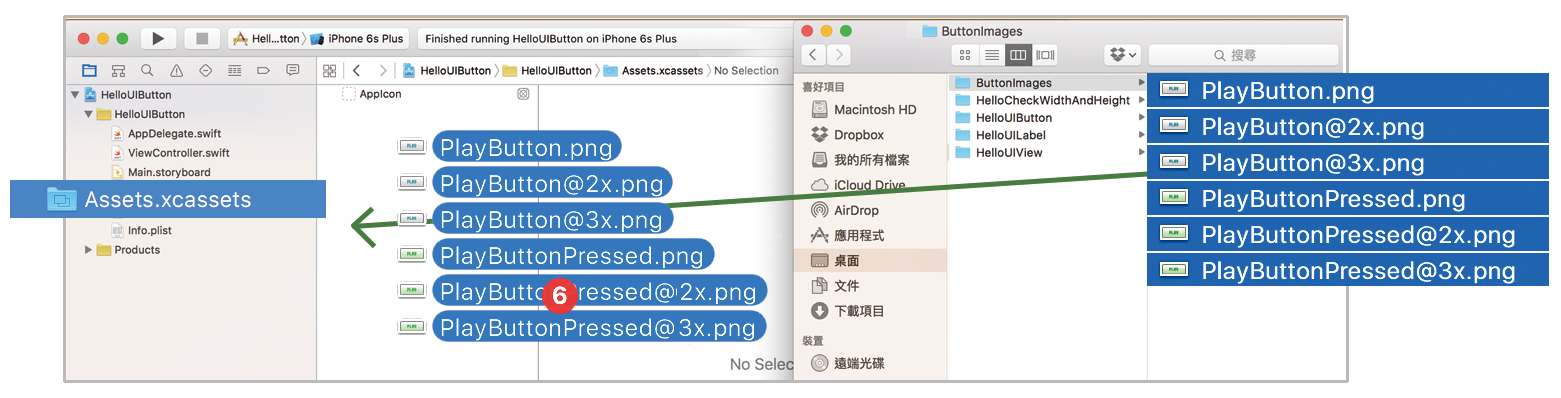 Hell...tton
iPhone 6s Plus
Finished running HelloUIButton on iPhone 6s Plus
HelloUIButton
HelloUIButton
Assets.xcassets
No Selection
HelloUIButton
HelloUIButton
AppDelegate.swift
ViewController.swift
Main.storyboard
Assets.xcassets
Info.plist
Products
AppIcon
PlayButton.png
PlayButton@2x.png
PlayButton@3x.png
PlayButtonPressed.png
PlayButtonPressed@2x.png
6
PlayButtonPressed@3x.png
No Selec
ButtonImages
搜尋
喜好項目
Macintosh HD
Dropbox
我的所有檔案
iCloud Drive
AirDrop
應用程式
桌面
文件
下載項目
裝置
遠端光碟
ButtonImages
HelloCheckWidthAndHeight
HelloUIButton
HelloUILabel
HelloUIView
PlayButton.png
PlayButton@2x.png
PlayButton@3x.png
PlayButtonPressed.png
PlayButtonPressed@2x.png
PlayButtonPressed@3x.png